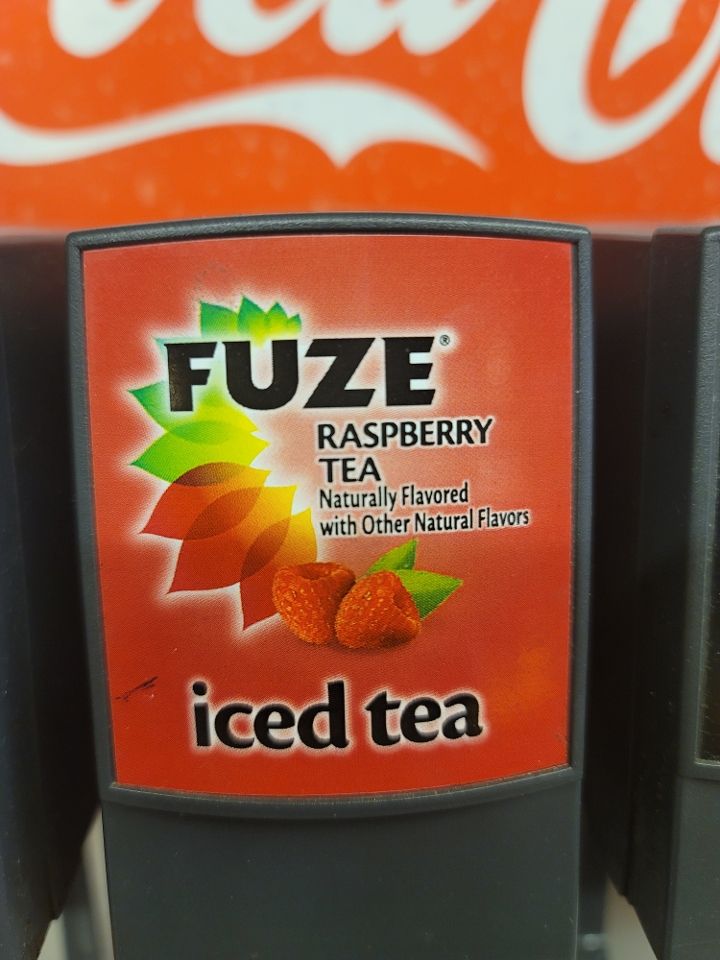 FUZE®
RASPBERRY
TEA
Naturally Flavored
with Other Natural Flavors
iced tea